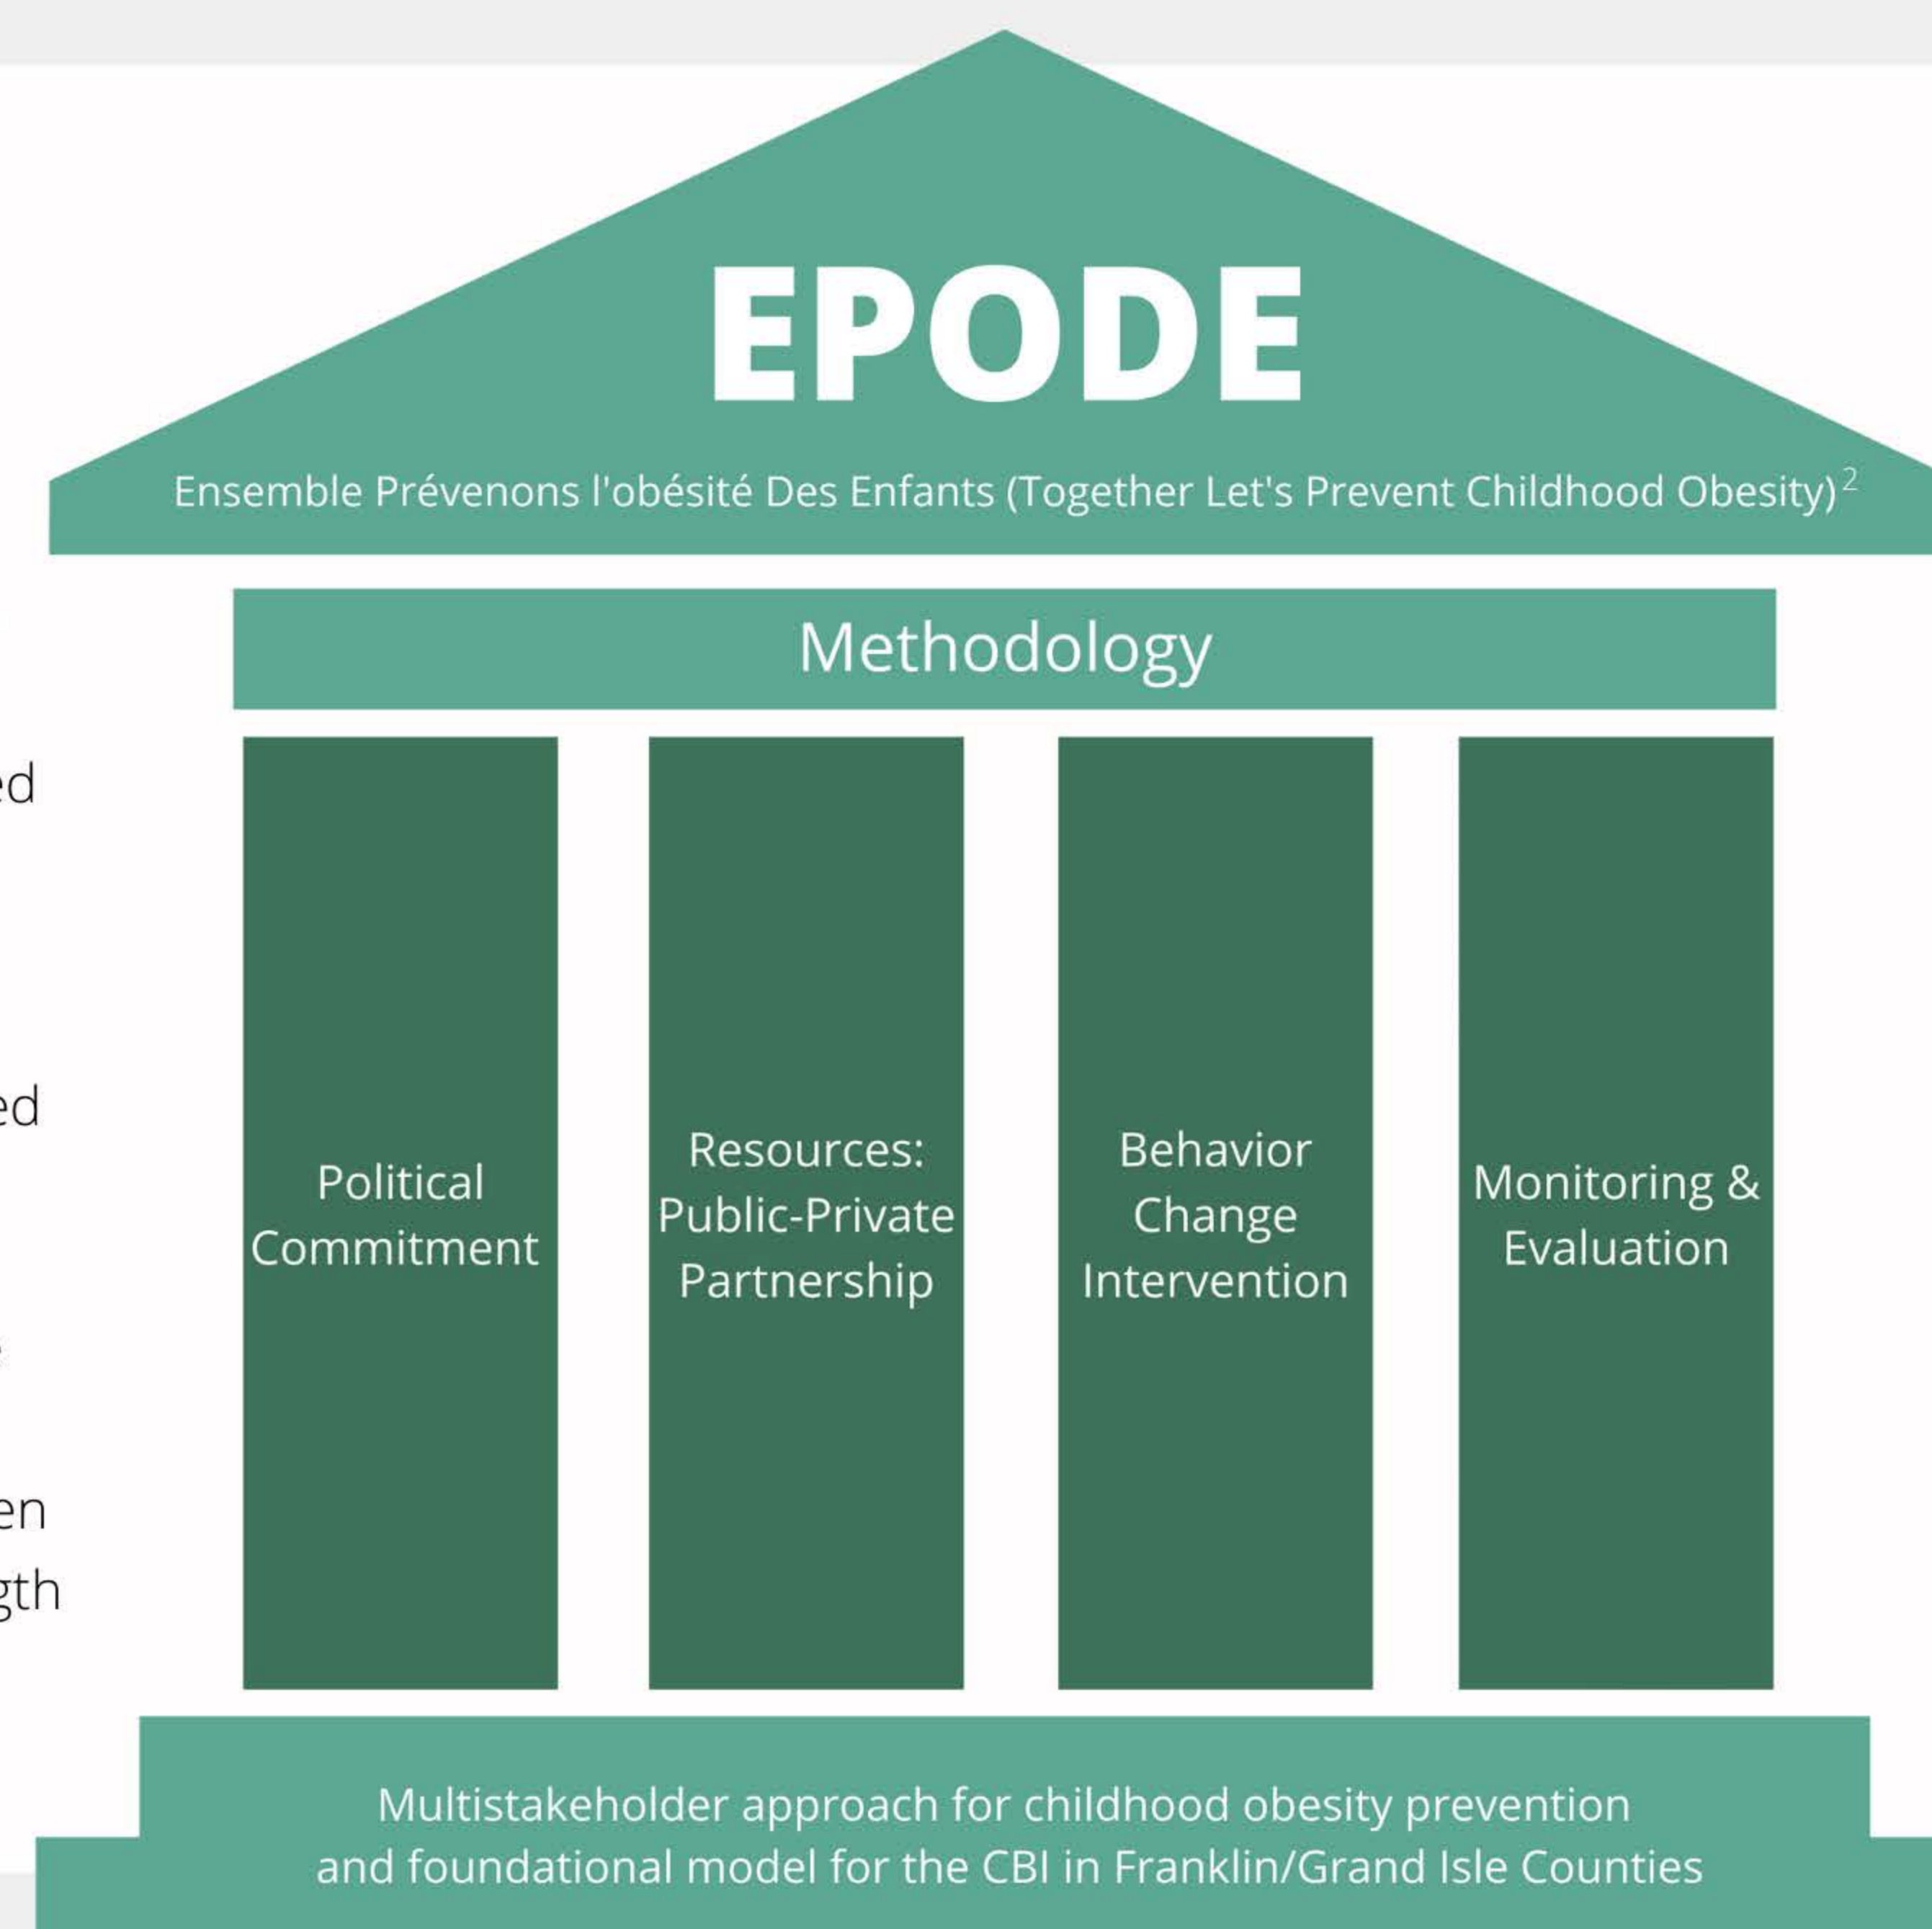 EPODE
Ensemble Prévenons l'obésité Des Enfants (Together Let's Prevent Childhood Obesity)2
Methodology
Political
Commitment
Resources:
Public-Private
Partnership
Behavior
Change
Intervention
Monitoring &
Evaluation
Multistakeholder approach for childhood obesity prevention
and foundational model for the CBI in Franklin/Grand Isle Counties